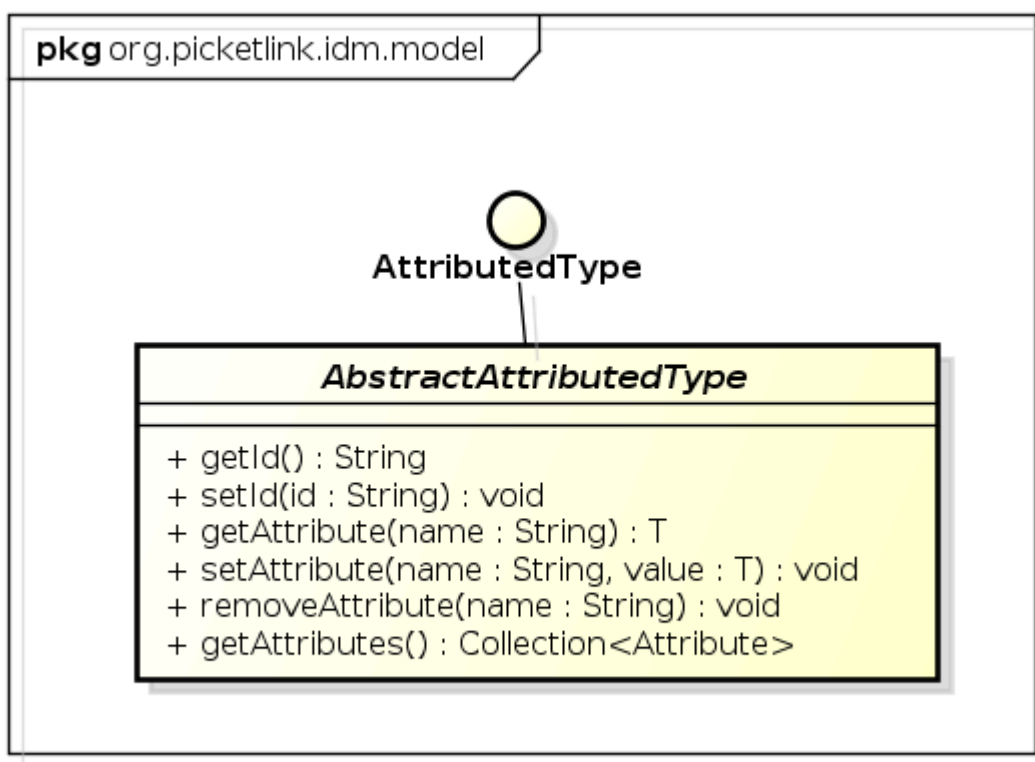 pkg org.picketlink.idm.model
AttributedType
AbstractAttributedType
+ getId() : String
+ setId(id : String) : void
+ getAttribute(name : String) : T
+ setAttribute(name : String, value : T) : void
+ removeAttribute(name : String) : void
+ getAttributes() : Collection<Attribute>